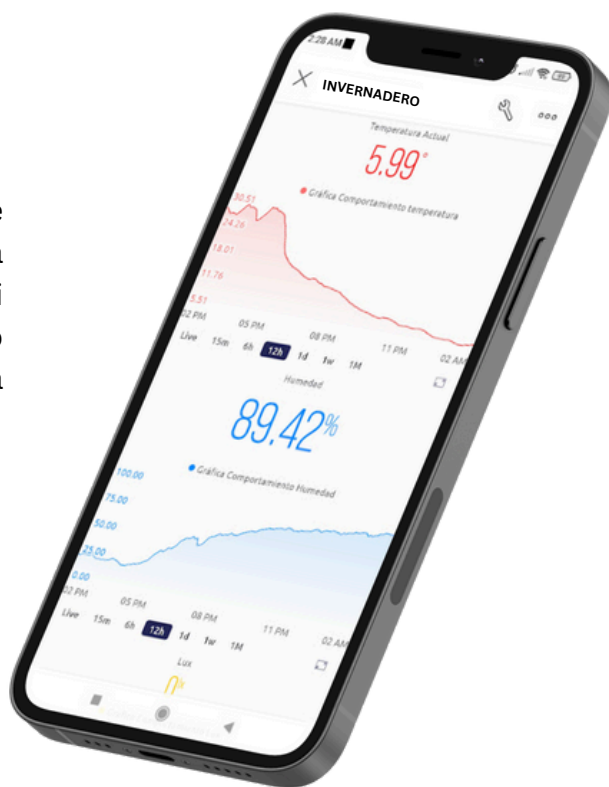 2:28 AM
INVERNADERO
Temperatura Actual
5.99°
Gráfica Comportamiento temperatura
30.51
24.26
18.01
11.76
5.51
02 PM 05 PM 08 PM 11 PM 02 AM
Live 15m 6h 12h 1d 1w 1M
Humedad
89.42%
Gráfica Comportamiento Humedad
100.00
75.00
50.00
25.00
0.00
02 PM 05 PM 08 PM 11 PM 02 AM
Live 15m 6h 12h 1d 1w 1M
Lux
0lx